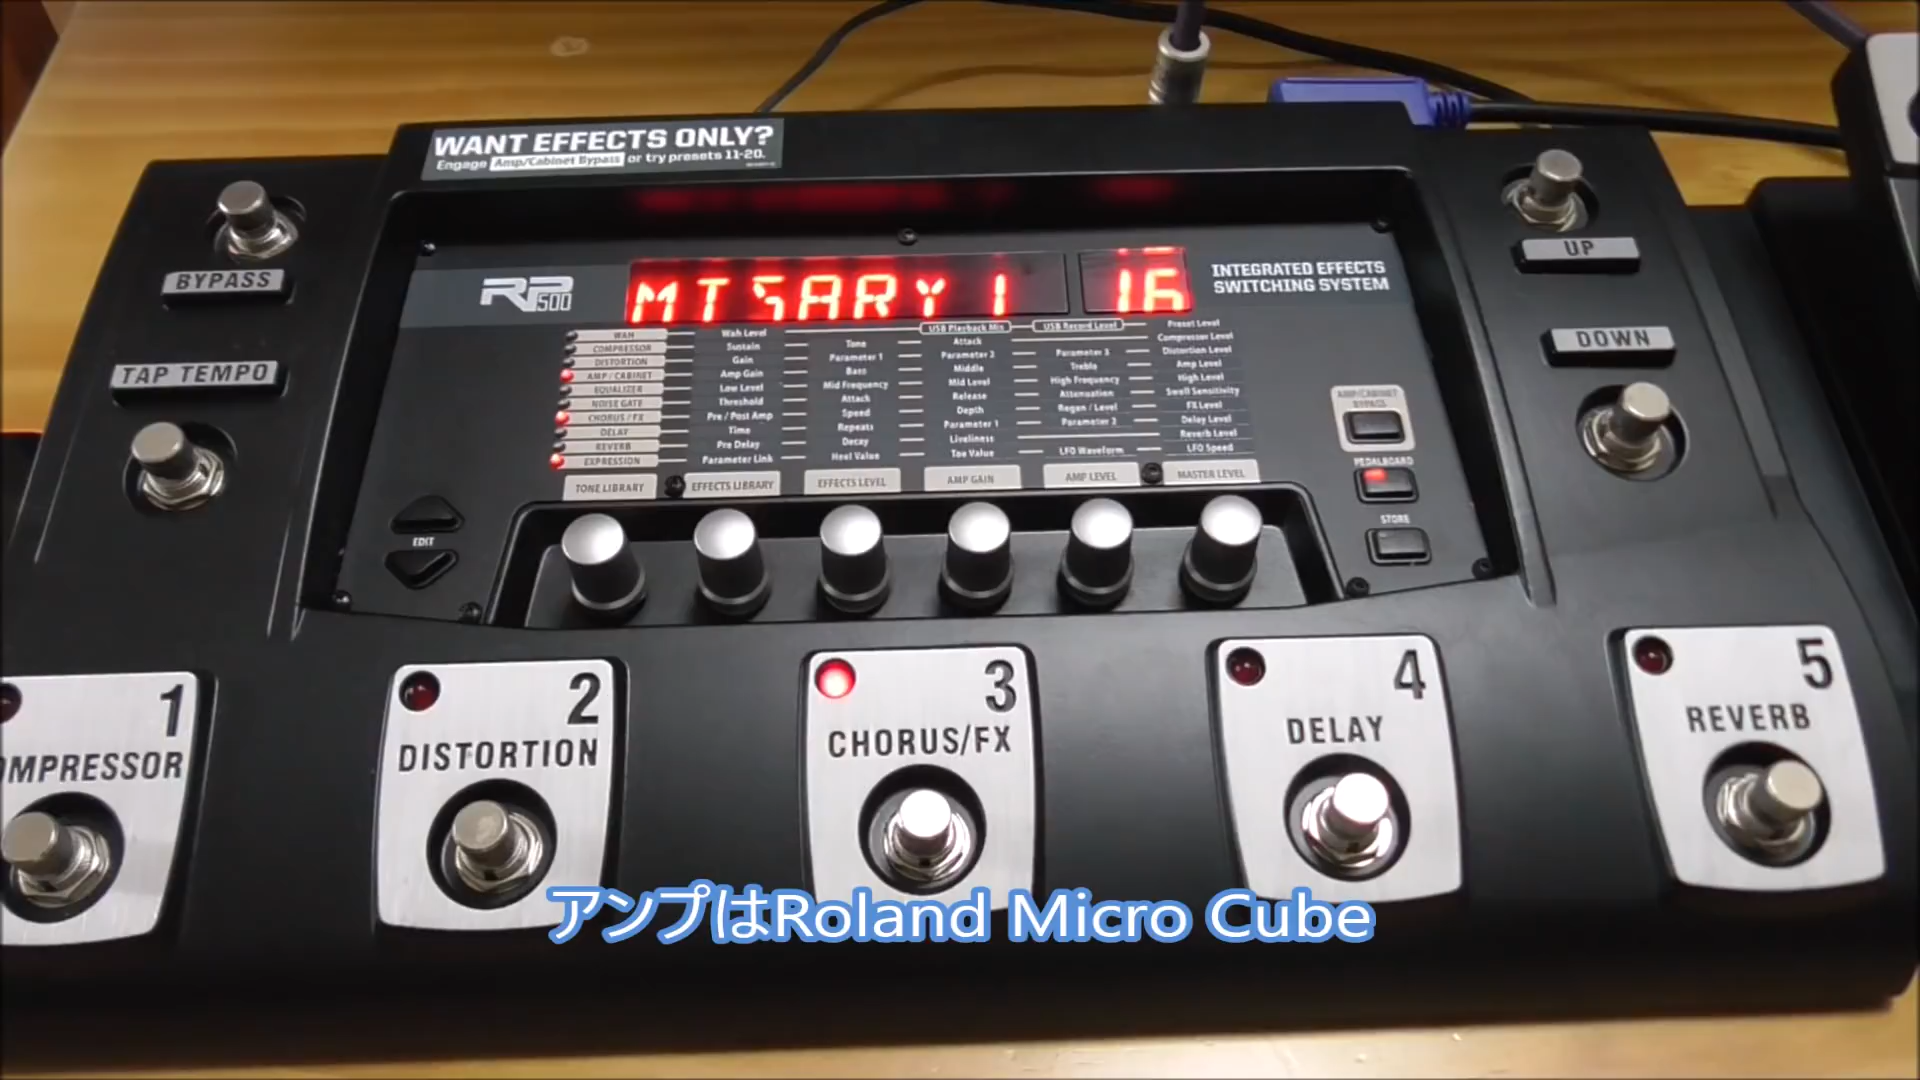 WANT EFFECTS ONLY?
Engage Amp/Cabinet Bypass or try presets 11-20.
BYPASS
TAP TEMPO
UP
DOWN
RP500
MTSARY1 16
INTEGRATED EFFECTS
SWITCHING SYSTEM
USB Playback Mix USB Record Level
WAH Wah Level Preset Level
COMPRESSOR Sustain Tone Attack Compressor Level
DISTORTION Gain Parameter 1 Parameter 2 Parameter 3 Distortion Level
AMP / CABINET Amp Gain Bass Middle Treble Amp Level
EQUALIZER Low Level Mid Frequency Mid Level High Frequency High Level
NOISE GATE Threshold Attack Release Attenuation Swell Sensitivity
CHORUS / FX Pre / Post Amp Speed Depth Regen / Level FX Level
DELAY Time Repeats Parameter 1 Parameter 2 Delay Level
REVERB Pre Delay Decay Liveliness Reverb Level
EXPRESSION Parameter Link Heel Value Toe Value LFO Waveform LFO Speed
TONE LIBRARY EFFECTS LIBRARY EFFECTS LEVEL AMP GAIN AMP LEVEL MASTER LEVEL
AMP/CABINET
BYPASS
PEDALBOARD
STORE
EDIT
1
OMPRESSOR
2
DISTORTION
3
CHORUS/FX
4
DELAY
5
REVERB
アンプはRoland Micro Cube